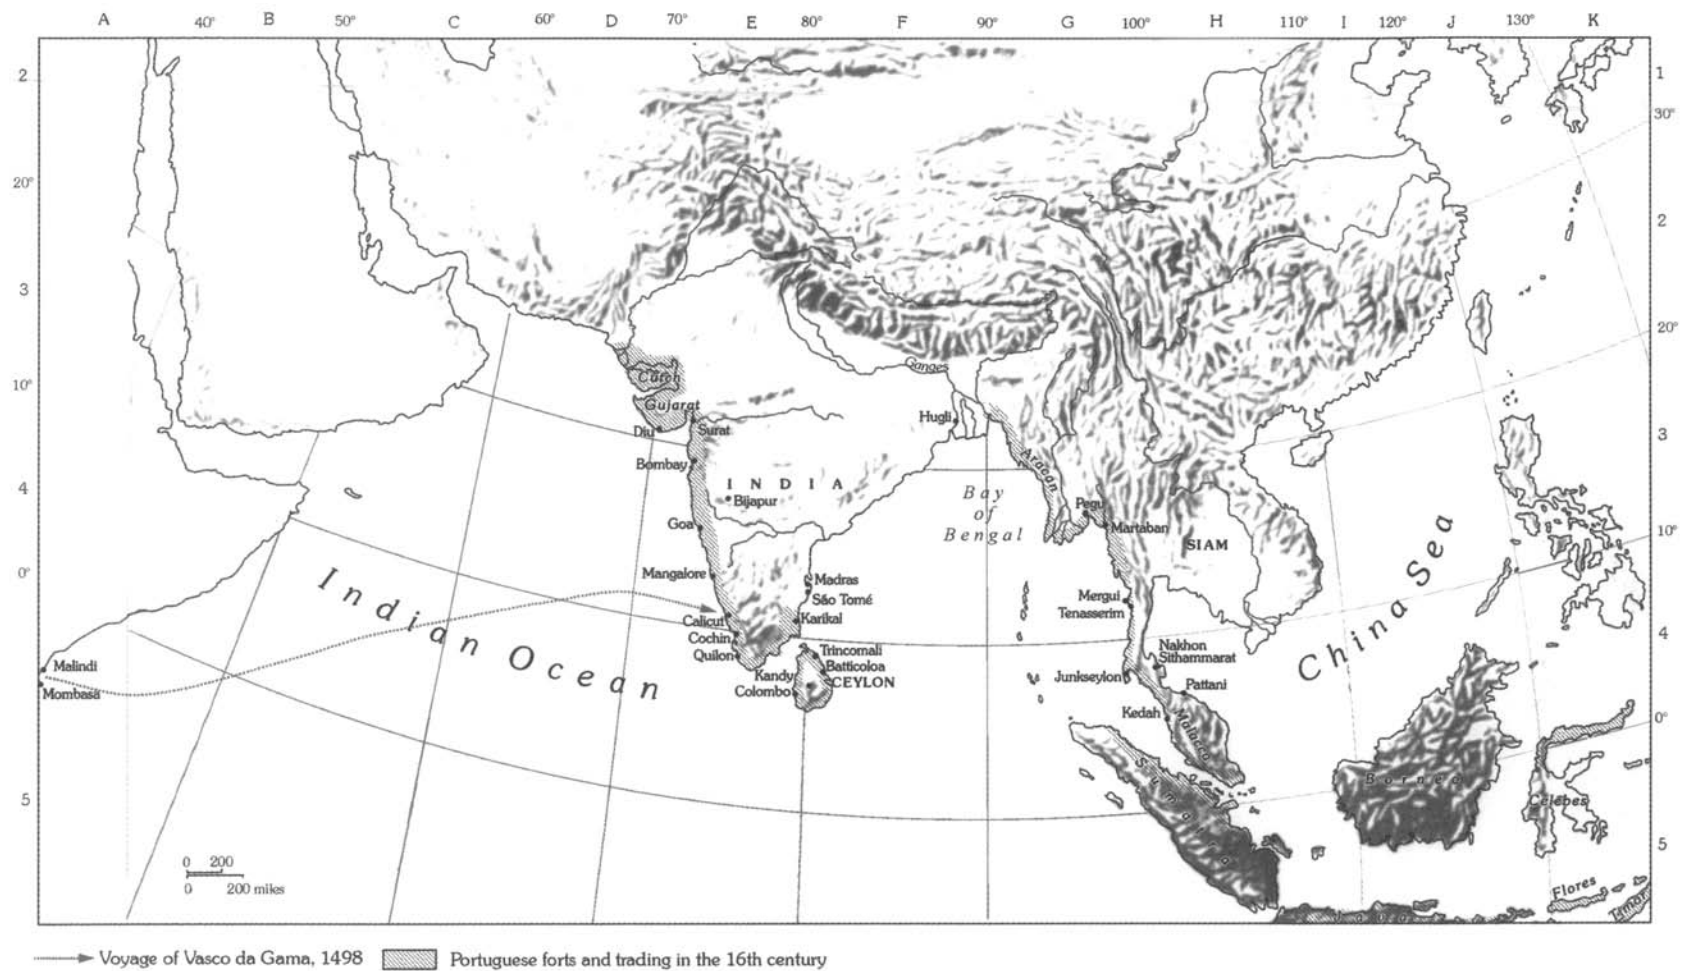 A 40° B 50° C 60° D 70° E 80° F 90° G 100° H 110° I 120° J 130° K
2
20°
3
10°
4
0°
5
1
30°
2
20°
3
10°
4
0°
5
Cutch
Gujarat
Diu
Surat
Bombay
INDIA
Bijapur
Goa
Mangalore
Calicut
Cochin
Quilon
Madras
São Tomé
Karikal
Trincomali
Batticoloa
Kandy
CEYLON
Colombo
Ganges
Hugli
Aracan
Bay
of
Bengal
Pegu
Martaban
SIAM
Mergui
Tenasserim
Nakhon
Sithammarat
Junkseylon
Pattani
Kedah
Malacca
Sumatra
Borneo
Celebes
Flores
Timor
Java
China Sea
Indian Ocean
Malindi
Mombasa
0 200
0 200 miles
Voyage of Vasco da Gama, 1498
Portuguese forts and trading in the 16th century